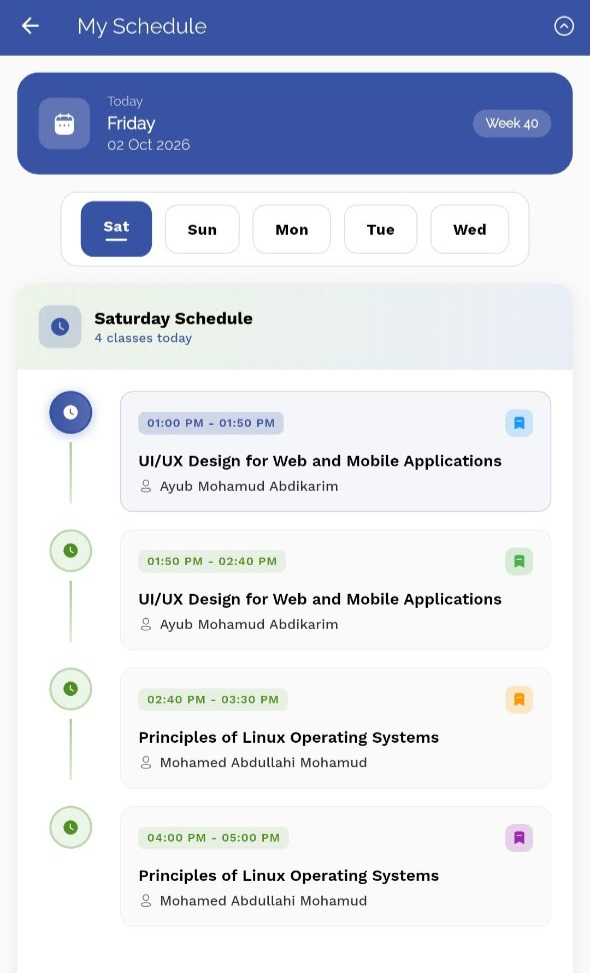 My Schedule
Today
Friday
02 Oct 2026
Week 40
Sat
Sun
Mon
Tue
Wed
Saturday Schedule
4 classes today
01:00 PM - 01:50 PM
UI/UX Design for Web and Mobile Applications
Ayub Mohamud Abdikarim
01:50 PM - 02:40 PM
UI/UX Design for Web and Mobile Applications
Ayub Mohamud Abdikarim
02:40 PM - 03:30 PM
Principles of Linux Operating Systems
Mohamed Abdullahi Mohamud
04:00 PM - 05:00 PM
Principles of Linux Operating Systems
Mohamed Abdullahi Mohamud